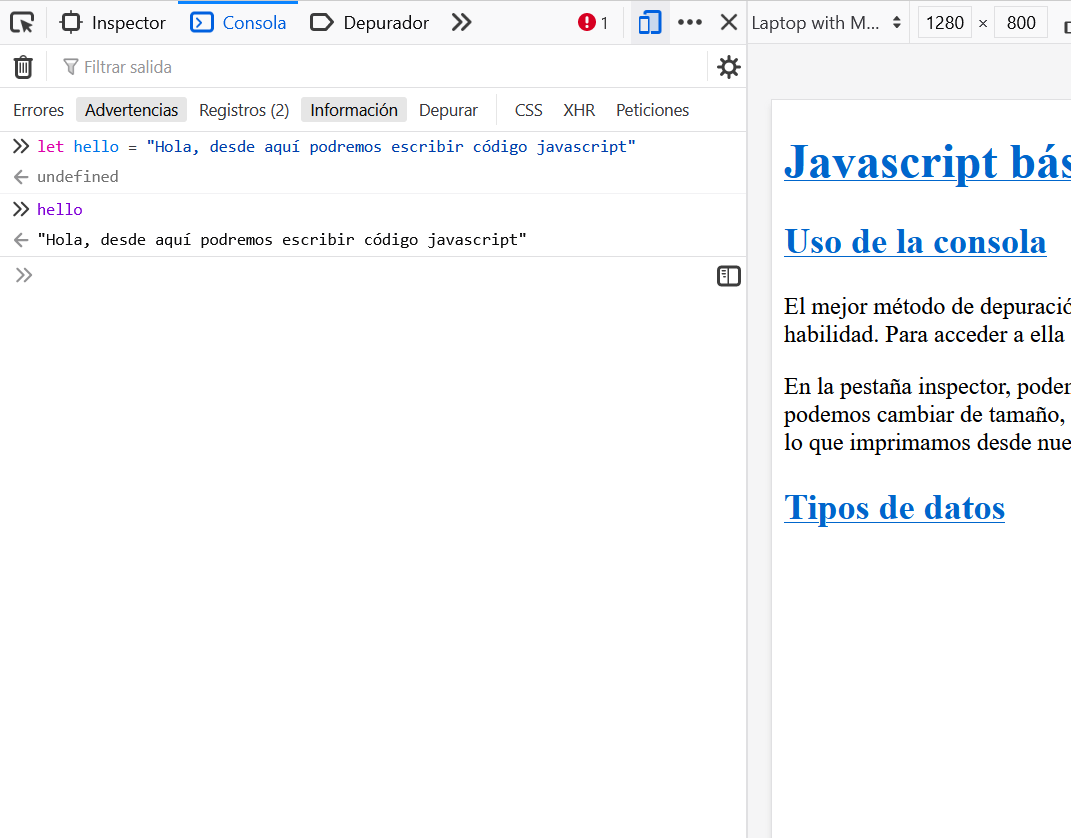 Inspector Consola Depurador 1 Laptop with M... 1280 × 800
Filtrar salida
Errores Advertencias Registros (2) Información Depurar CSS XHR Peticiones
let hello = "Hola, desde aquí podremos escribir código javascript"
undefined
hello
"Hola, desde aquí podremos escribir código javascript"
Javascript bás
Uso de la consola
El mejor método de depuració
habilidad. Para acceder a ella
En la pestaña inspector, poder
podemos cambiar de tamaño,
lo que imprimamos desde nue
Tipos de datos